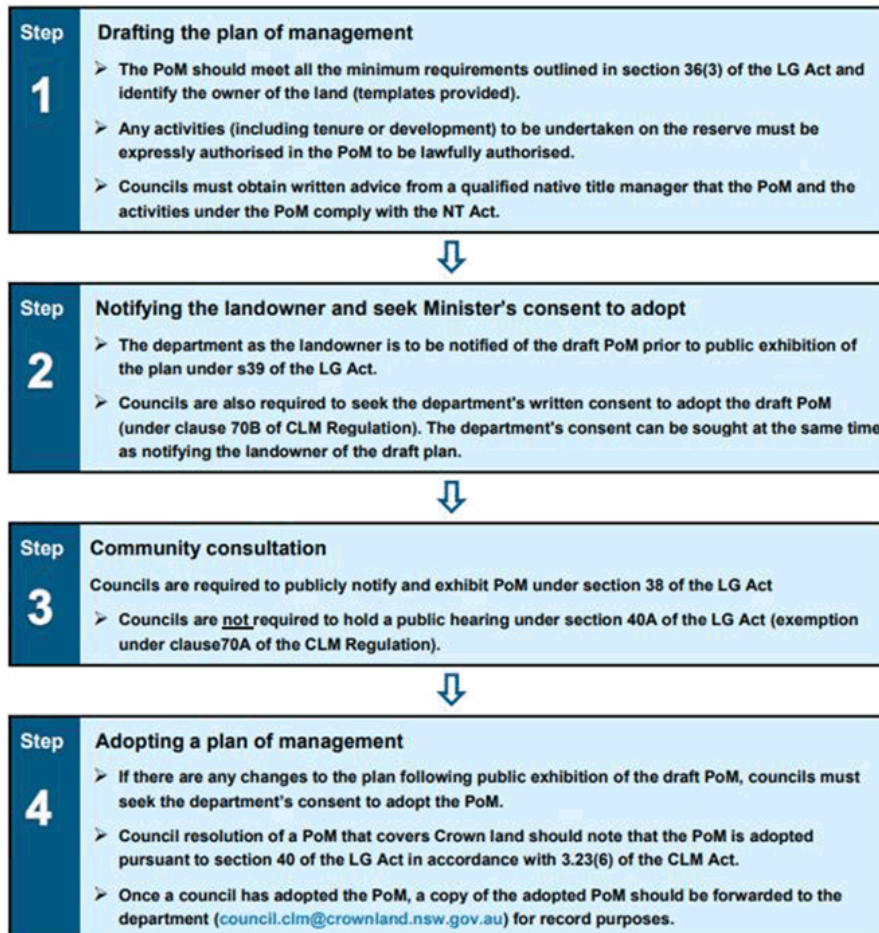 Step
1
Drafting the plan of management
➢ The PoM should meet all the minimum requirements outlined in section 36(3) of the LG Act and
identify the owner of the land (templates provided).
➢ Any activities (including tenure or development) to be undertaken on the reserve must be
expressly authorised in the PoM to be lawfully authorised.
➢ Councils must obtain written advice from a qualified native title manager that the PoM and the
activities under the PoM comply with the NT Act.
Step
2
Notifying the landowner and seek Minister's consent to adopt
➢ The department as the landowner is to be notified of the draft PoM prior to public exhibition of
the plan under s39 of the LG Act.
➢ Councils are also required to seek the department's written consent to adopt the draft PoM
(under clause 70B of CLM Regulation). The department's consent can be sought at the same time
as notifying the landowner of the draft plan.
Step
3
Community consultation
Councils are required to publicly notify and exhibit PoM under section 38 of the LG Act
➢ Councils are not required to hold a public hearing under section 40A of the LG Act (exemption
under clause70A of the CLM Regulation).
Step
4
Adopting a plan of management
➢ If there are any changes to the plan following public exhibition of the draft PoM, councils must
seek the department's consent to adopt the PoM.
➢ Council resolution of a PoM that covers Crown land should note that the PoM is adopted
pursuant to section 40 of the LG Act in accordance with 3.23(6) of the CLM Act.
➢ Once a council has adopted the PoM, a copy of the adopted PoM should be forwarded to the
department (council.clm@crownland.nsw.gov.au) for record purposes.